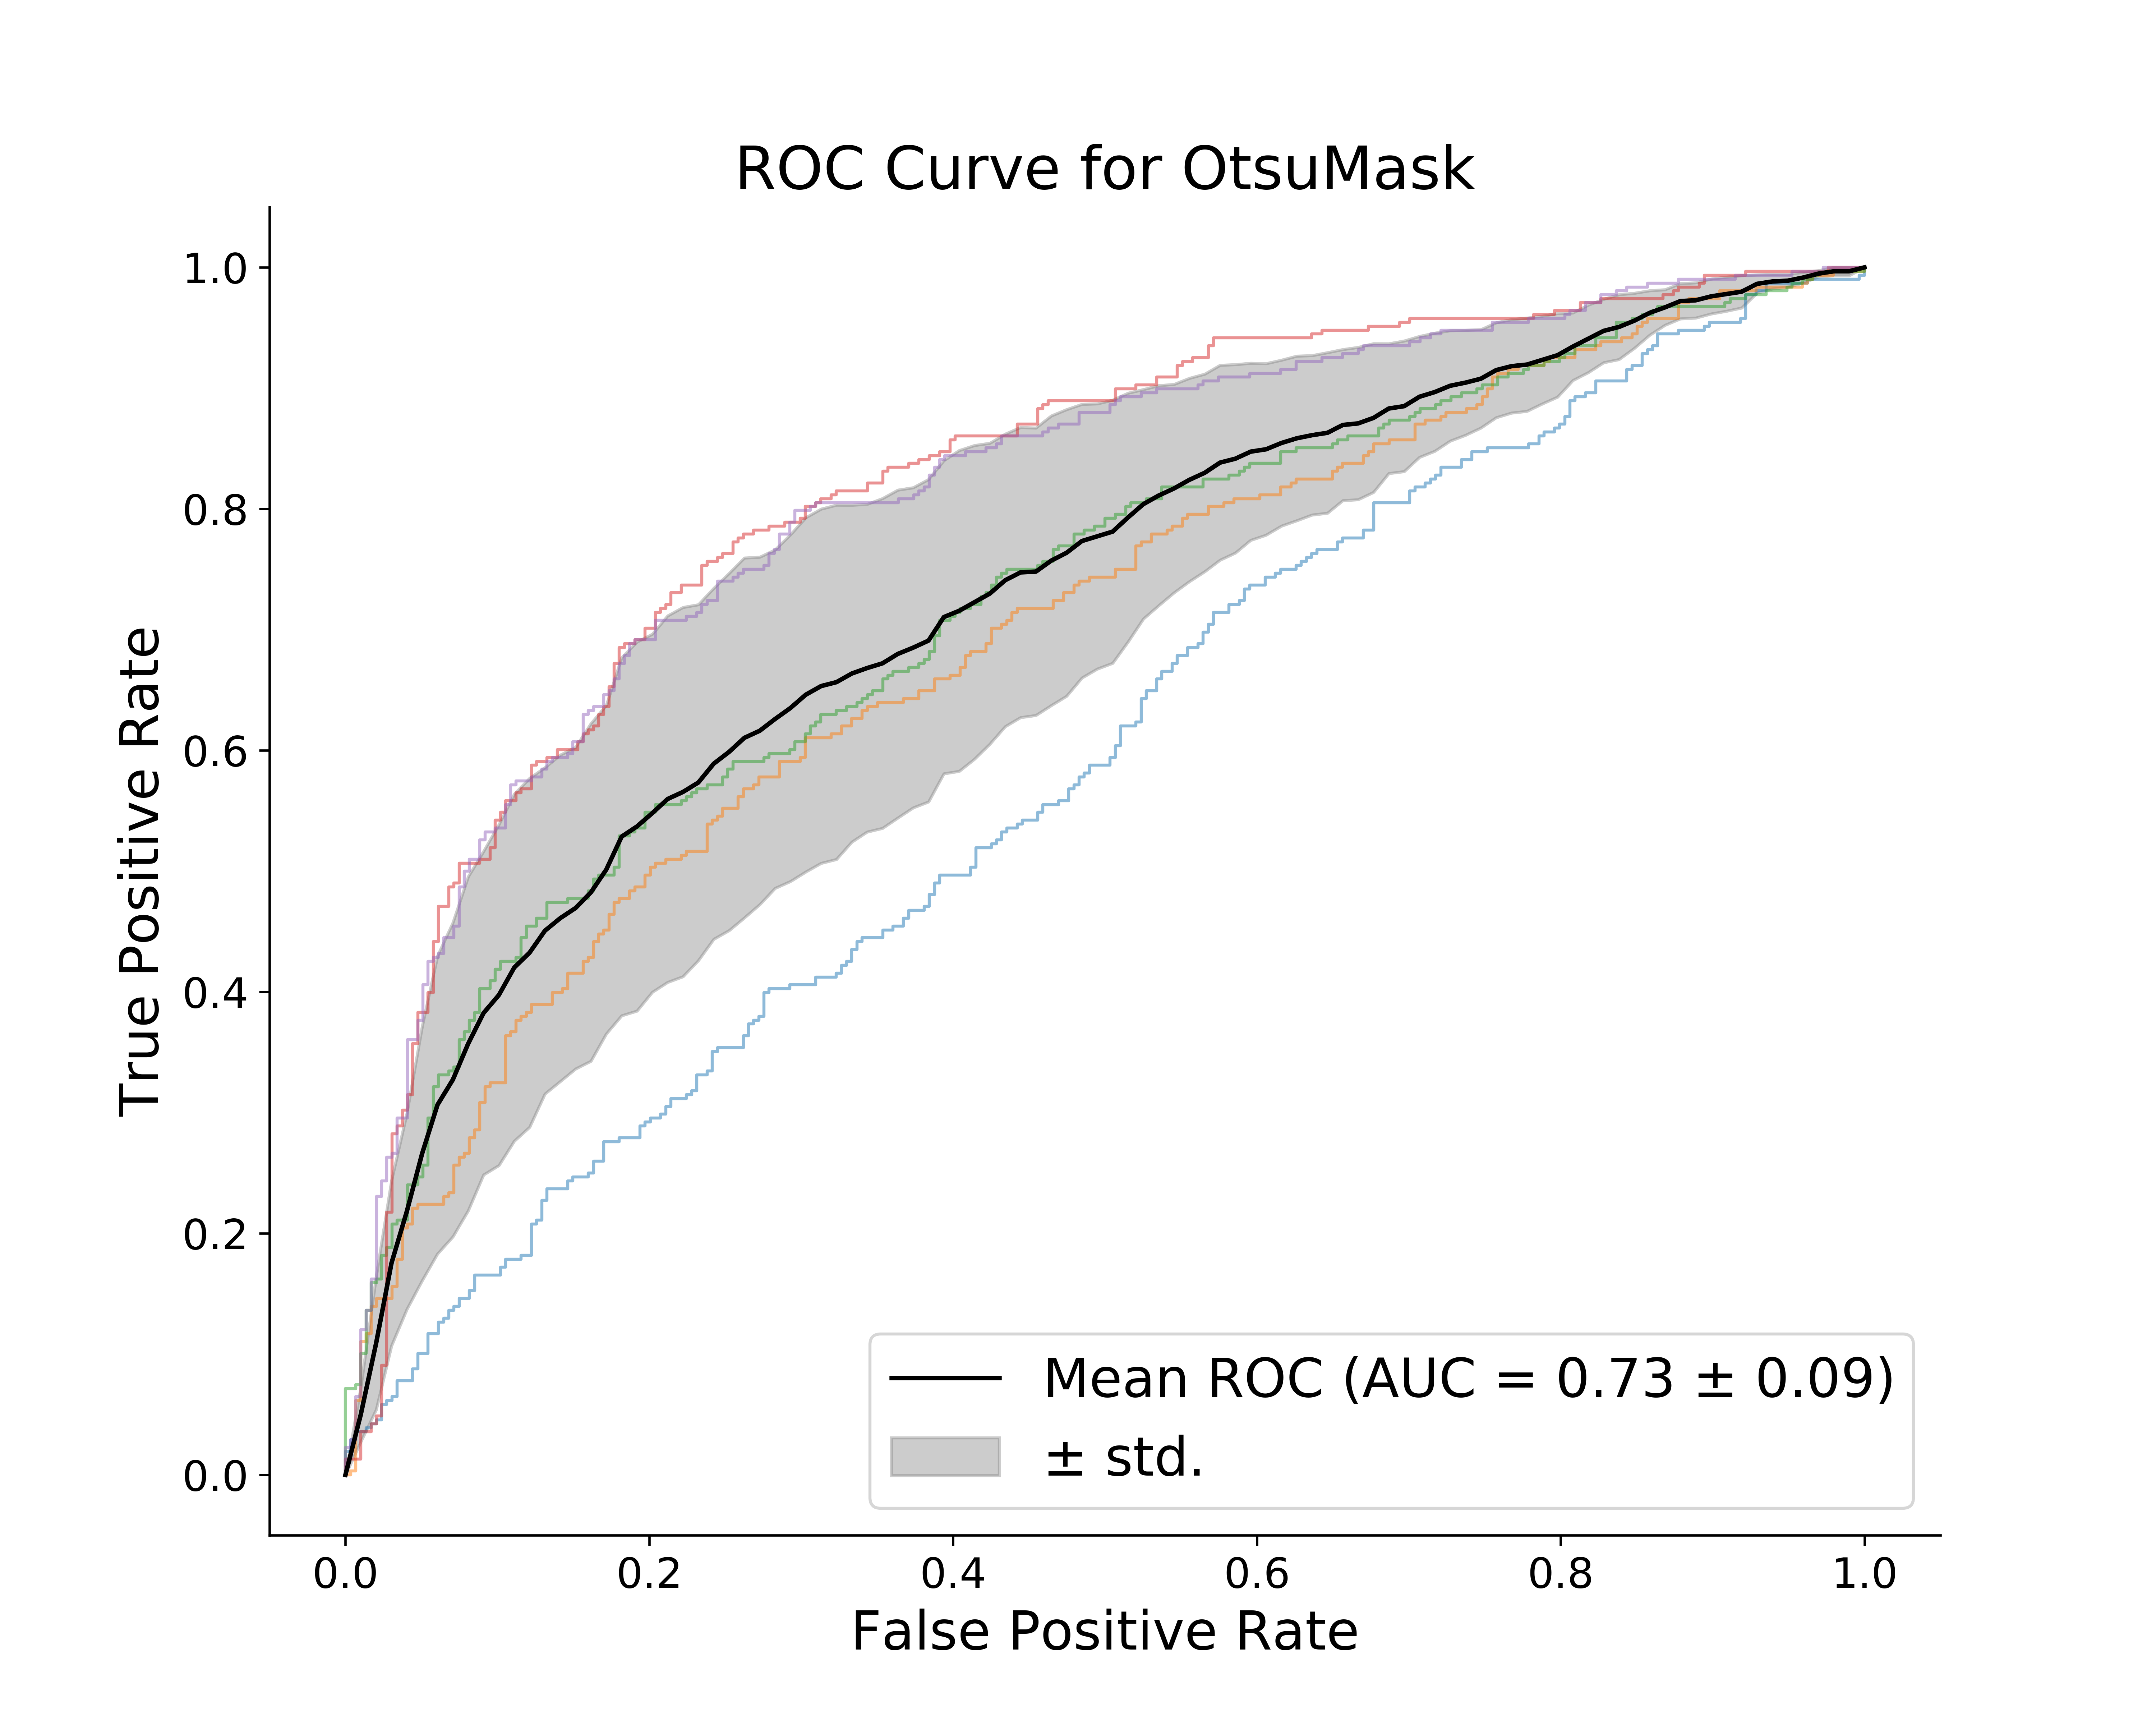 ROC Curve for OtsuMask
True Positive Rate
1.0
0.8
0.6
0.4
0.2
0.0
Mean ROC (AUC = 0.73 ± 0.09)
± std.
0.0 0.2 0.4 0.6 0.8 1.0
False Positive Rate